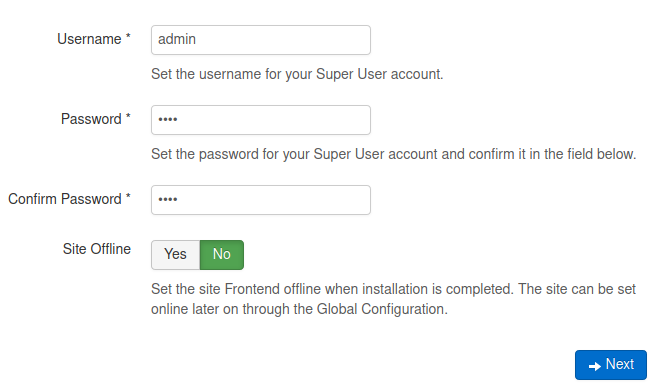 Username *
admin
Set the username for your Super User account.
Password *
••••
Set the password for your Super User account and confirm it in the field below.
Confirm Password *
••••
Site Offline
Yes No
Set the site Frontend offline when installation is completed. The site can be set
online later on through the Global Configuration.
Next